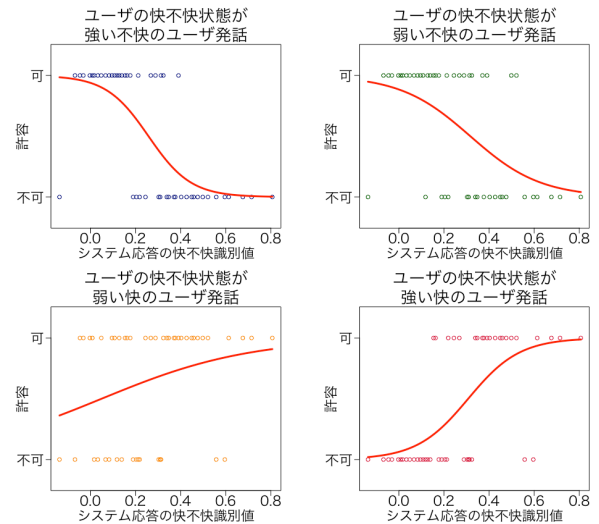 ユーザの快不快状態が
強い不快のユーザ発話
可
許容
不可
0.0 0.2 0.4 0.6 0.8
システム応答の快不快識別値
ユーザの快不快状態が
弱い不快のユーザ発話
可
許容
不可
0.0 0.2 0.4 0.6 0.8
システム応答の快不快識別値
ユーザの快不快状態が
弱い快のユーザ発話
可
許容
不可
0.0 0.2 0.4 0.6 0.8
システム応答の快不快識別値
ユーザの快不快状態が
強い快のユーザ発話
可
許容
不可
0.0 0.2 0.4 0.6 0.8
システム応答の快不快識別値